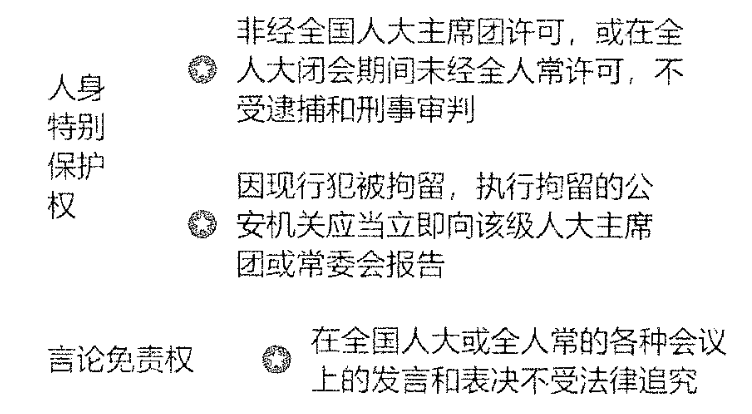 人身
特别
保护
权
非经全国人大主席团许可，或在全
人大闭会期间未经全人常许可，不
受逮捕和刑事审判
因现行犯被拘留，执行拘留的公
安机关应当立即向该级人大主席
团或常委会报告
言论免责权
在全国人大或全人常的各种会议
上的发言和表决不受法律追究